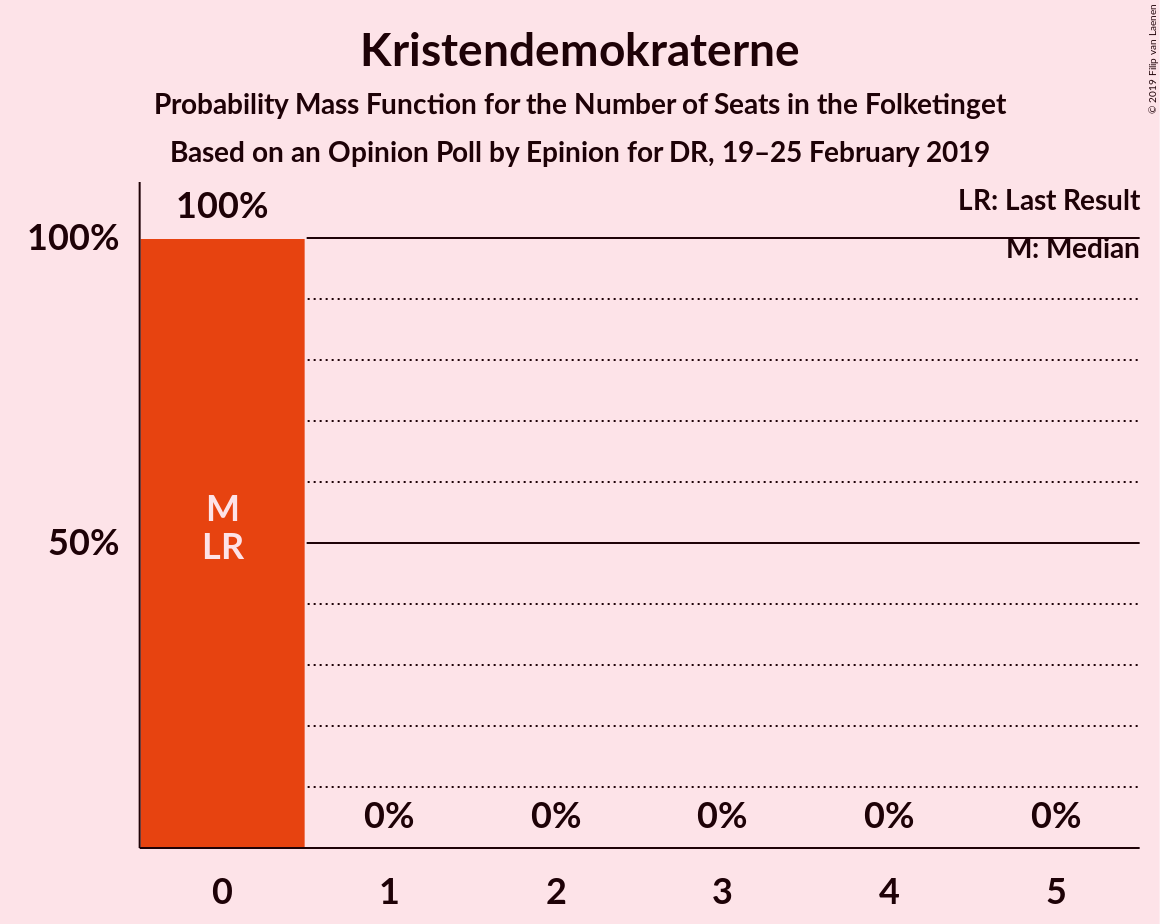 Kristendemokraterne
Probability Mass Function for the Number of Seats in the Folketinget
Based on an Opinion Poll by Epinion for DR, 19–25 February 2019
© 2019 Filip van Laenen
LR: Last Result
M: Median
100%
100%
50%
M
LR
0% 0% 0% 0% 0%
0 1 2 3 4 5